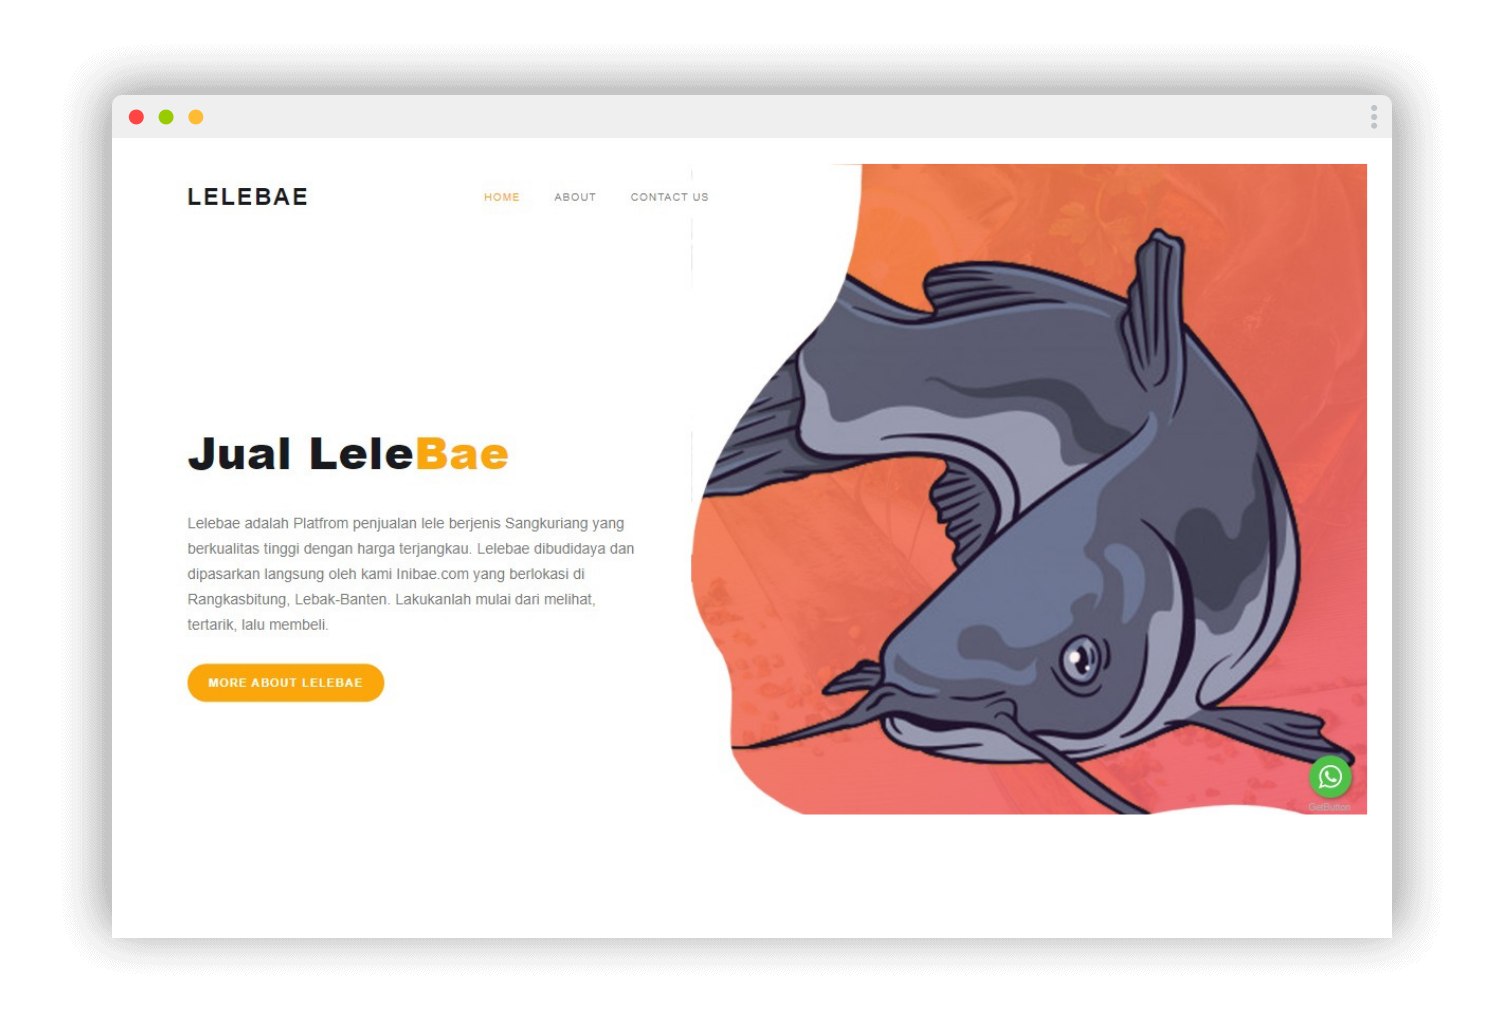 LELEBAE
HOME ABOUT CONTACT US
Jual LeleBae
Lelebae adalah Platfrom penjualan lele berjenis Sangkuriang yang
berkualitas tinggi dengan harga terjangkau. Lelebae dibudidaya dan
dipasarkan langsung oleh kami Inibae.com yang berlokasi di
Rangkasbitung, Lebak-Banten. Lakukanlah mulai dari melihat,
tertarik, lalu membeli.
MORE ABOUT LELEBAE
GetButton